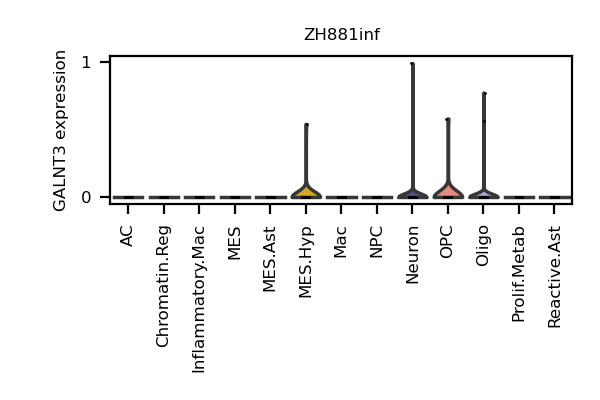 ZH881inf
GALNT3 expression
1
0
AC
Chromatin.Reg
Inflammatory.Mac
MES
MES.Ast
MES.Hyp
Mac
NPC
Neuron
OPC
Oligo
Prolif.Metab
Reactive.Ast